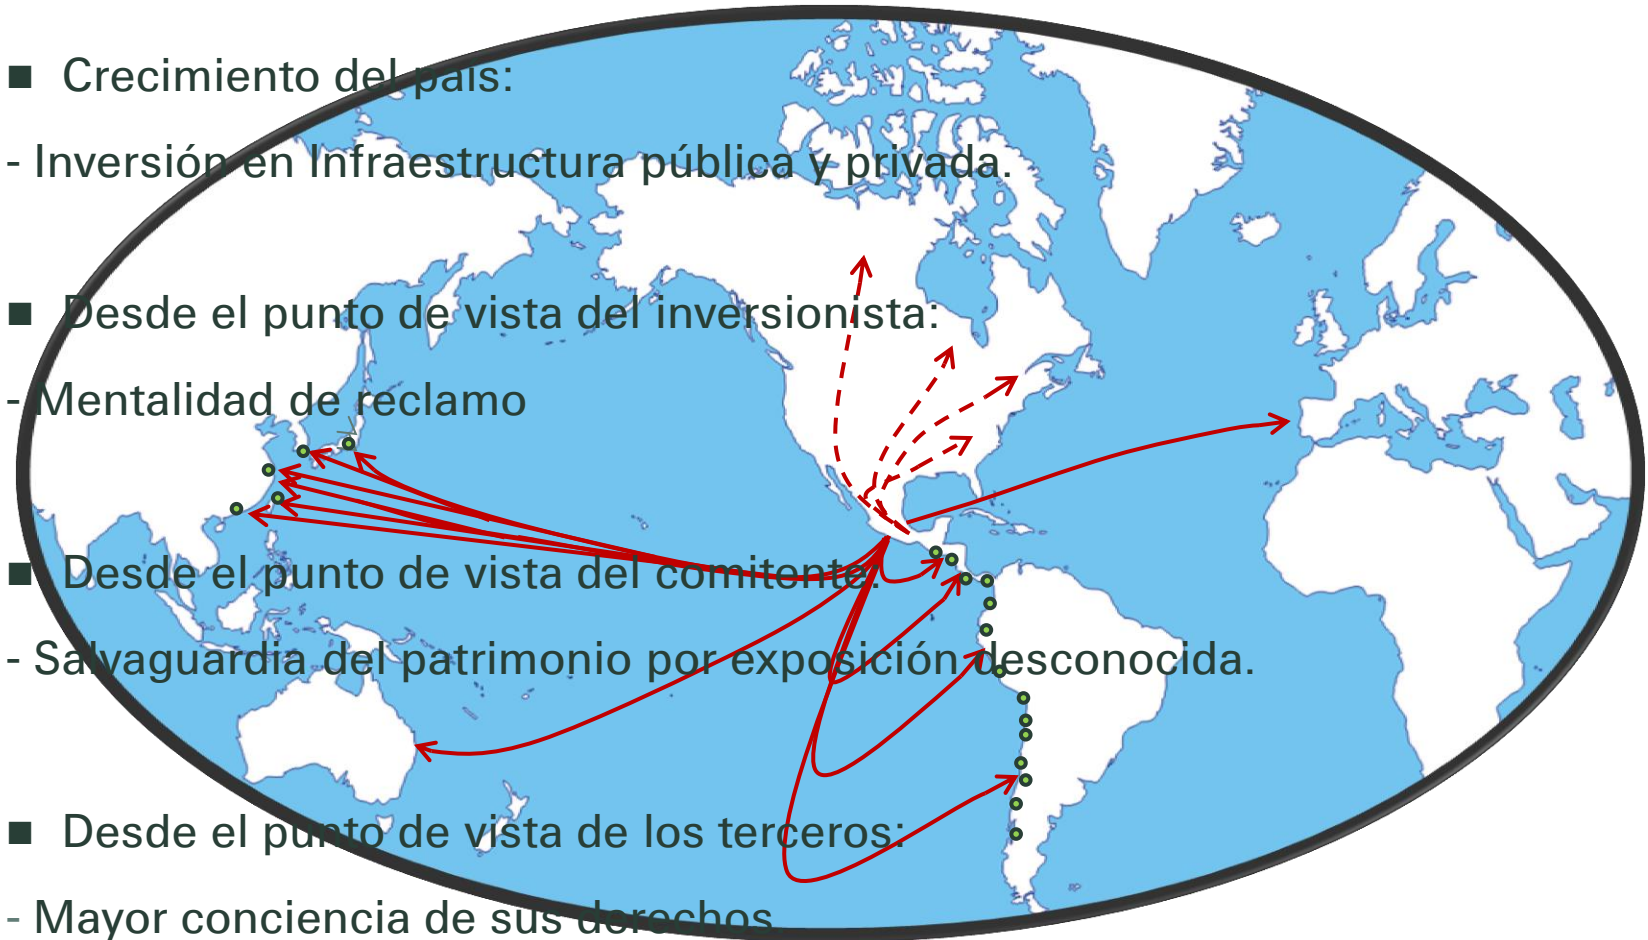 ■ Crecimiento del país:
- Inversión en Infraestructura pública y privada.
■ Desde el punto de vista del inversionista:
- Mentalidad de reclamo
■ Desde el punto de vista del comitente:
- Salvaguardia del patrimonio por exposición desconocida.
■ Desde el punto de vista de los terceros:
- Mayor conciencia de sus derechos.